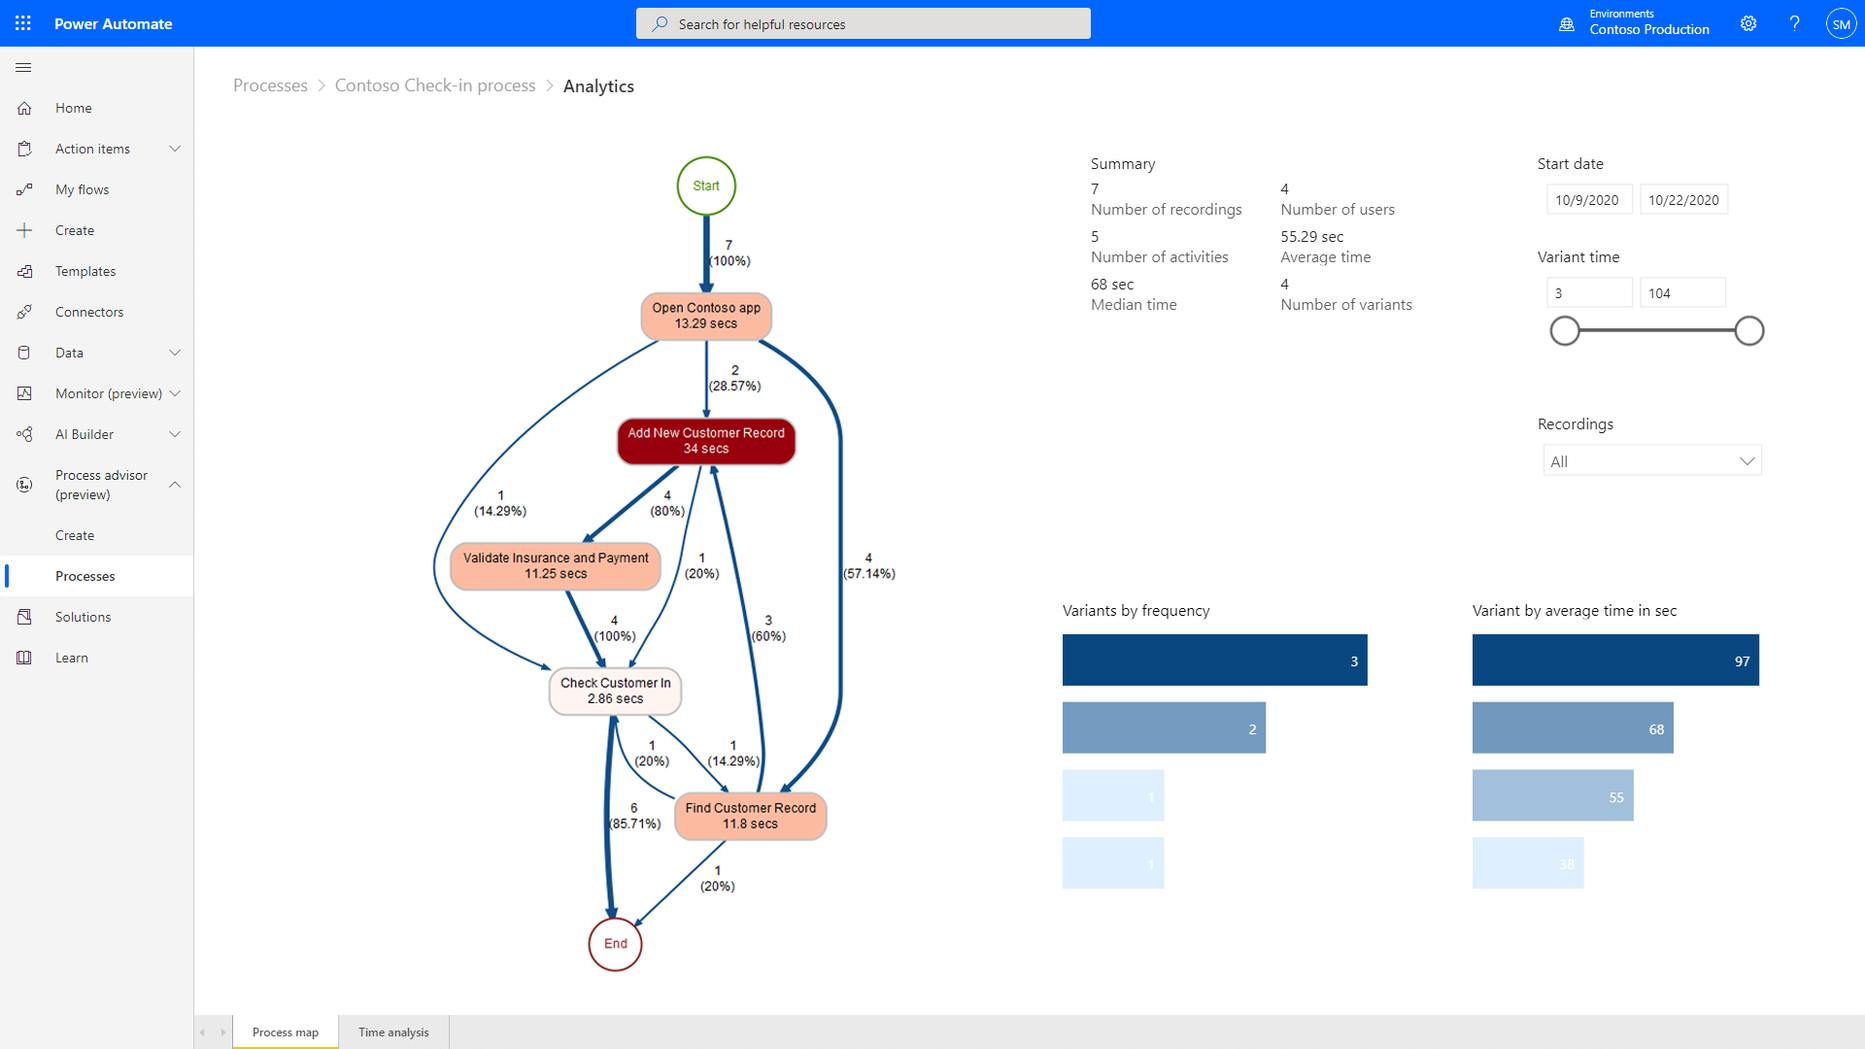 Power Automate
Search for helpful resources
Environments
Contoso Production
?
SM
Processes > Contoso Check-in process > Analytics
Home
Action items
My flows
Create
Templates
Connectors
Data
Monitor (preview)
AI Builder
Process advisor
(preview)
Create
Processes
Solutions
Learn
Start
7
(100%)
Open Contoso app
13.29 secs
2
(28.57%)
Add New Customer Record
34 secs
1
(14.29%)
4
(80%)
Validate Insurance and Payment
11.25 secs
1
(20%)
4
(57.14%)
4
(100%)
3
(60%)
Check Customer In
2.86 secs
1
(20%)
1
(14.29%)
6
(85.71%)
Find Customer Record
11.8 secs
1
(20%)
End
Summary
7
Number of recordings
4
Number of users
5
Number of activities
55.29 sec
Average time
68 sec
Median time
4
Number of variants
Start date
10/9/2020
10/22/2020
Variant time
3
104
Recordings
All
Variants by frequency
3
2
1
1
Variant by average time in sec
97
68
55
38
Process map
Time analysis